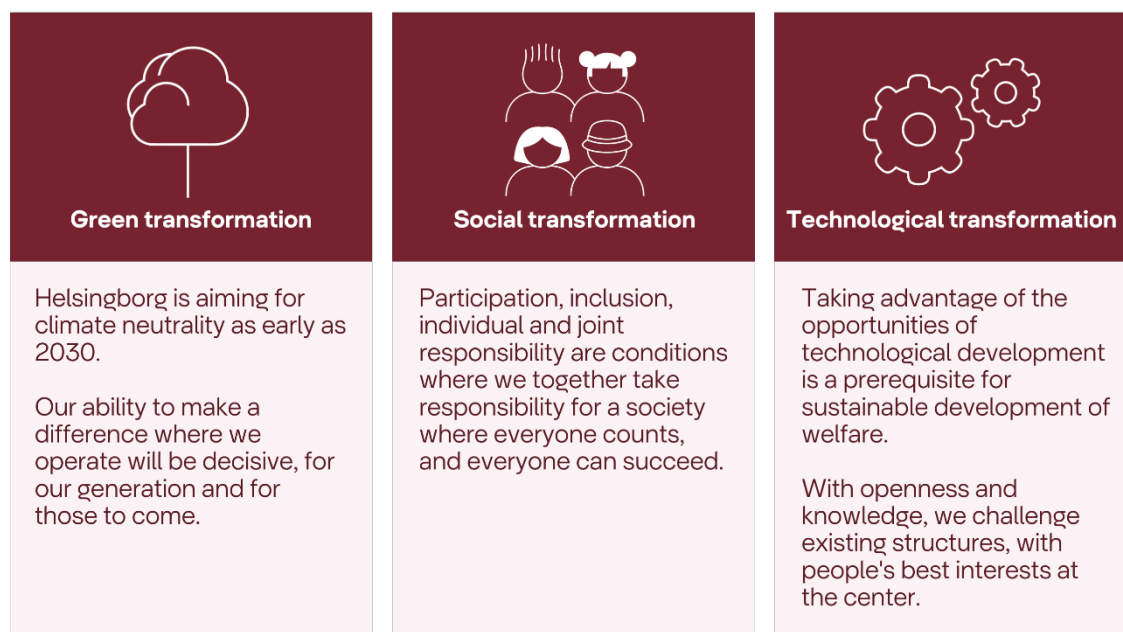 Green transformation
Helsingborg is aiming for
climate neutrality as early as
2030.
Our ability to make a
difference where we
operate will be decisive, for
our generation and for
those to come.
Social transformation
Participation, inclusion,
individual and joint
responsibility are conditions
where we together take
responsibility for a society
where everyone counts,
and everyone can succeed.
Technological transformation
Taking advantage of the
opportunities of
technological development
is a prerequisite for
sustainable development of
welfare.
With openness and
knowledge, we challenge
existing structures, with
people's best interests at
the center.